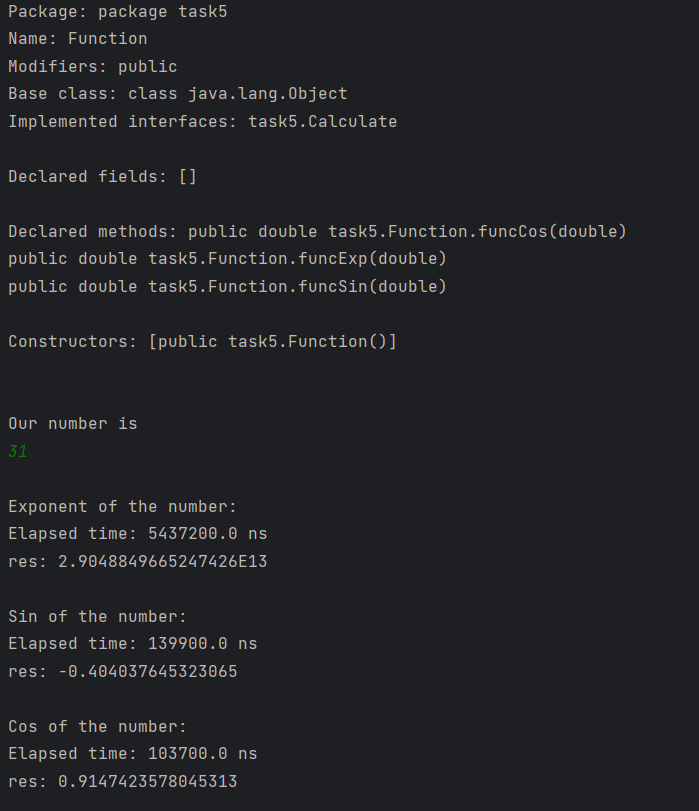 Package: package task5
Name: Function
Modifiers: public
Base class: class java.lang.Object
Implemented interfaces: task5.Calculate
Declared fields: []
Declared methods: public double task5.Function.funcCos(double)
public double task5.Function.funcExp(double)
public double task5.Function.funcSin(double)
Constructors: [public task5.Function()]
Our number is
31
Exponent of the number:
Elapsed time: 5437200.0 ns
res: 2.9048849665247426E13
Sin of the number:
Elapsed time: 139900.0 ns
res: -0.404037645323065
Cos of the number:
Elapsed time: 103700.0 ns
res: 0.9147423578045313